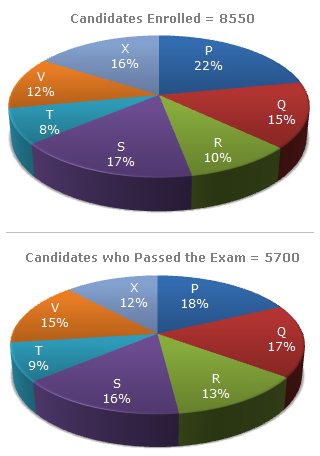 Candidates Enrolled = 8550
X
16%
P
22%
V
12%
Q
15%
T
8%
S
17%
R
10%
Candidates who Passed the Exam = 5700
X
12%
P
18%
V
15%
Q
17%
T
9%
S
16%
R
13%